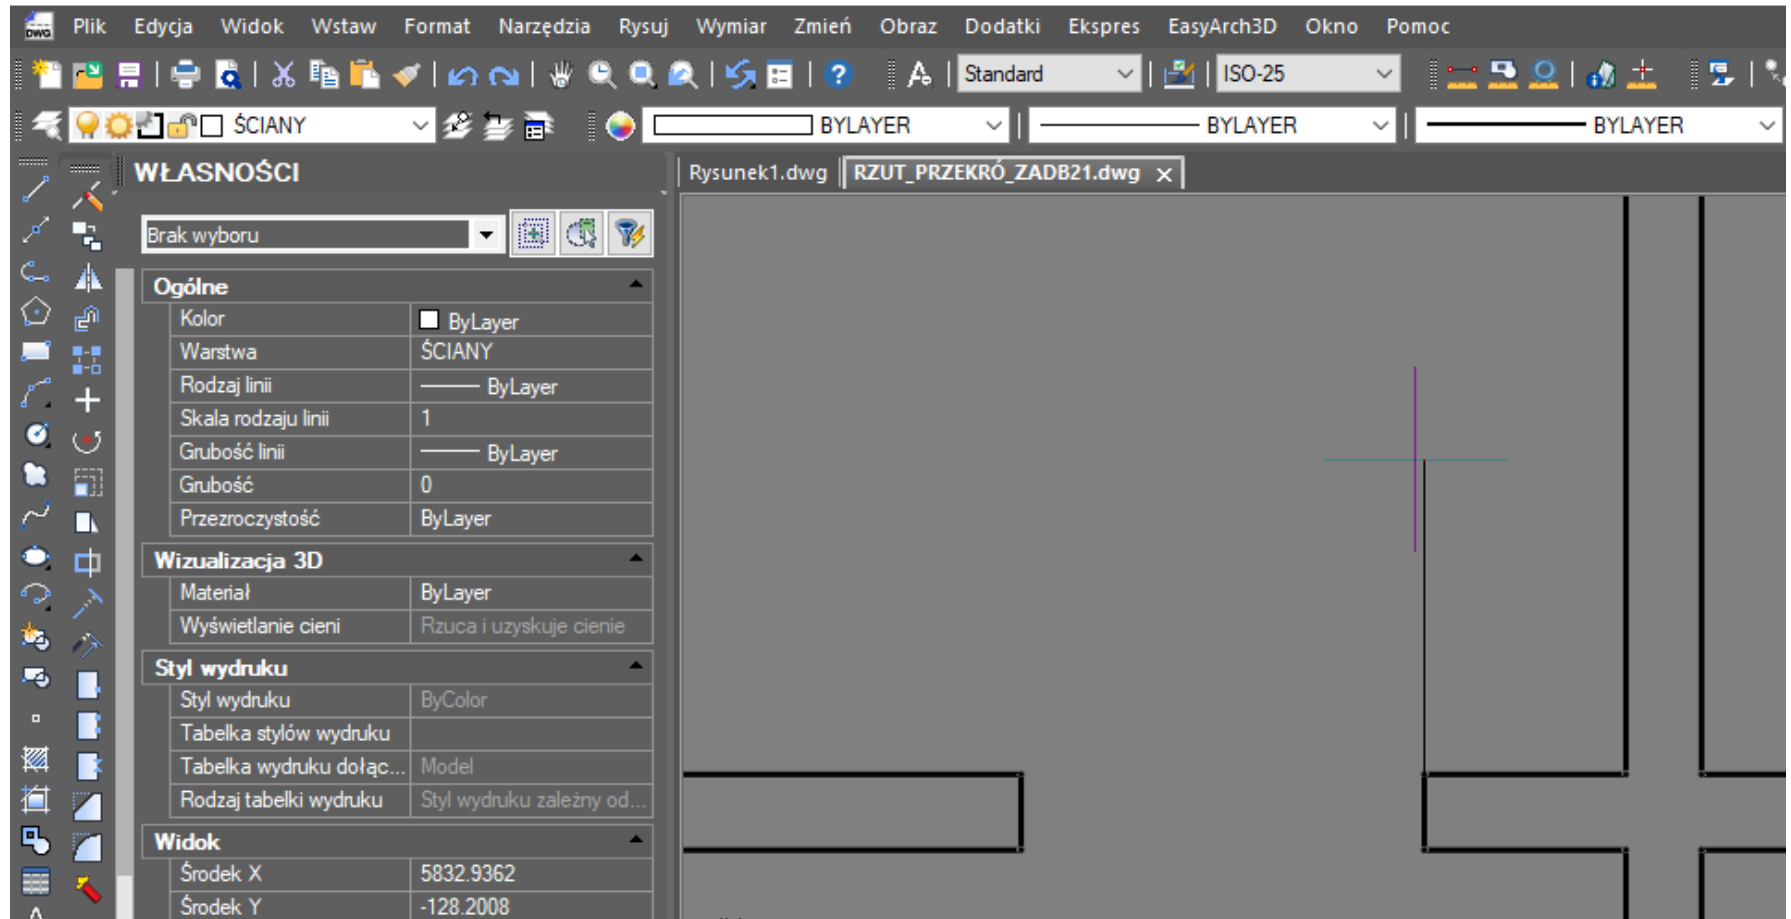 DWG Plik Edycja Widok Wstaw Format Narzędzia Rysuj Wymiar Zmień Obraz Dodatki Ekspres EasyArch3D Okno Pomoc
Standard ISO-25
ŚCIANY BYLAYER BYLAYER BYLAYER
WŁASNOŚCI
Rysunek1.dwg RZUT_PRZEKRÓ_ZADB21.dwg
Brak wyboru
Ogólne
Kolor ByLayer
Warstwa ŚCIANY
Rodzaj linii ByLayer
Skala rodzaju linii 1
Grubość linii ByLayer
Grubość 0
Przezroczystość ByLayer
Wizualizacja 3D
Materiał ByLayer
Wyświetlanie cieni Rzuca i uzyskuje cienie
Styl wydruku
Styl wydruku ByColor
Tabelka stylów wydruku
Tabelka wydruku dołąc... Model
Rodzaj tabelki wydruku Styl wydruku zależny od...
Widok
Środek X 5832.9362
Środek Y -128.2008